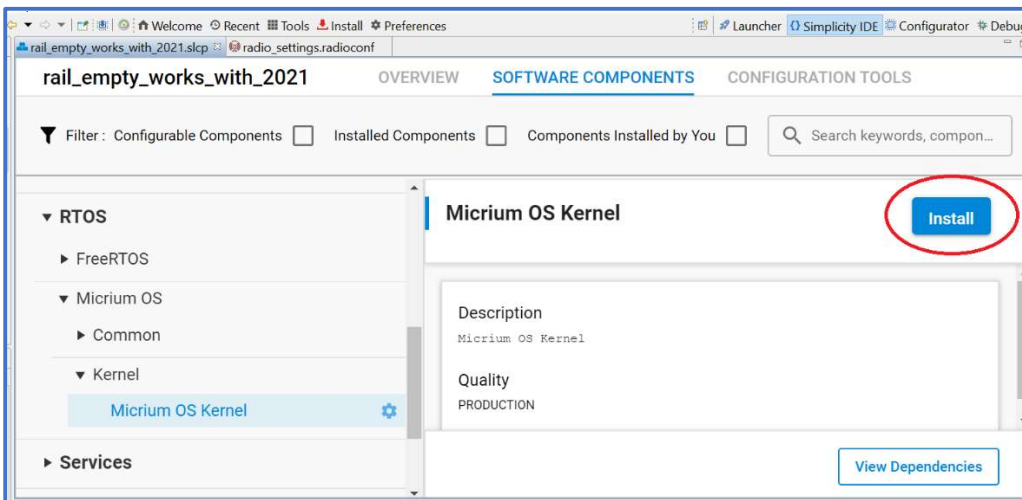 Welcome Recent Tools Install Preferences
Launcher {} Simplicity IDE Configurator Debug
rail_empty_works_with_2021.slcp radio_settings.radioconf
rail_empty_works_with_2021 OVERVIEW SOFTWARE COMPONENTS CONFIGURATION TOOLS
Filter : Configurable Components Installed Components Components Installed by You Search keywords, compon...
RTOS
FreeRTOS
Micrium OS
Common
Kernel
Micrium OS Kernel
Services
Micrium OS Kernel
Install
Description
Micrium OS Kernel
Quality
PRODUCTION
View Dependencies